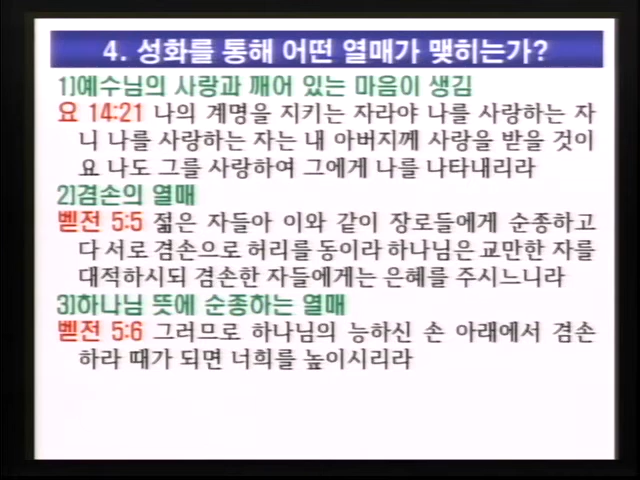 4. 성화를 통해 어떤 열매가 맺히는가?
1)예수님의 사랑과 깨어 있는 마음이 생김
요 14:21 나의 계명을 지키는 자라야 나를 사랑하는 자
니 나를 사랑하는 자는 내 아버지께 사랑을 받을 것이
요 나도 그를 사랑하여 그에게 나를 나타내리라
2)겸손의 열매
벧전 5:5 젊은 자들아 이와 같이 장로들에게 순종하고
다 서로 겸손으로 허리를 동이라 하나님은 교만한 자를
대적하시되 겸손한 자들에게는 은혜를 주시느니라
3)하나님 뜻에 순종하는 열매
벧전 5:6 그러므로 하나님의 능하신 손 아래에서 겸손
하라 때가 되면 너희를 높이시리라